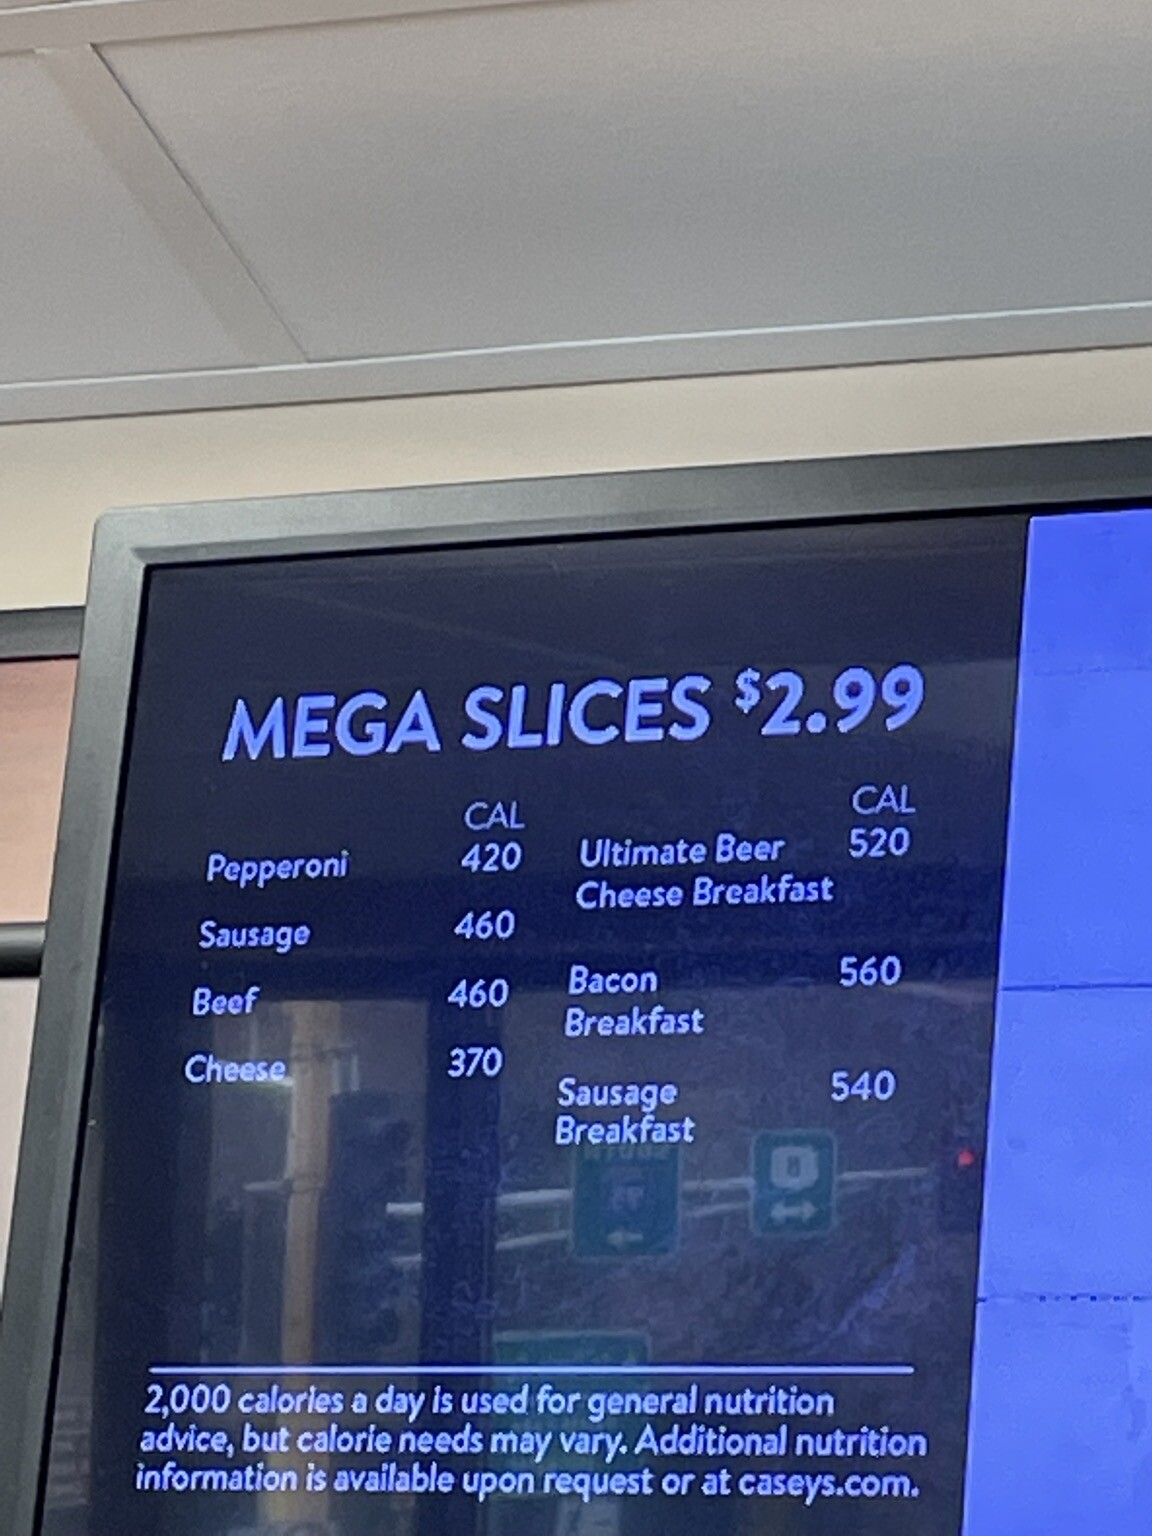 MEGA SLICES $2.99
CAL
Pepperoni 420
Sausage 460
Beef 460
Cheese 370
CAL
Ultimate Beer 520
Cheese Breakfast
Bacon 560
Breakfast
Sausage 540
Breakfast
2,000 calories a day is used for general nutrition
advice, but calorie needs may vary. Additional nutrition
information is available upon request or at caseys.com.